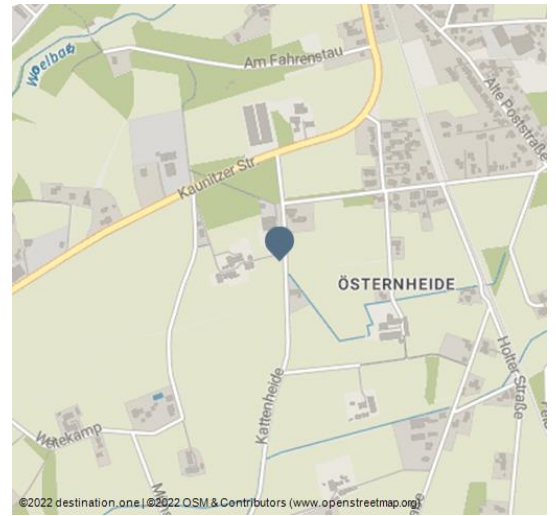 Woelbach
Am Fahrenstau
Alte Poststraße
Kaunitzer Str.
ÖSTERNHEIDE
Holter Straße
Kattenheide
©2022 destination.one | ©2022 OSM & Contributors (www.openstreetmap.org)